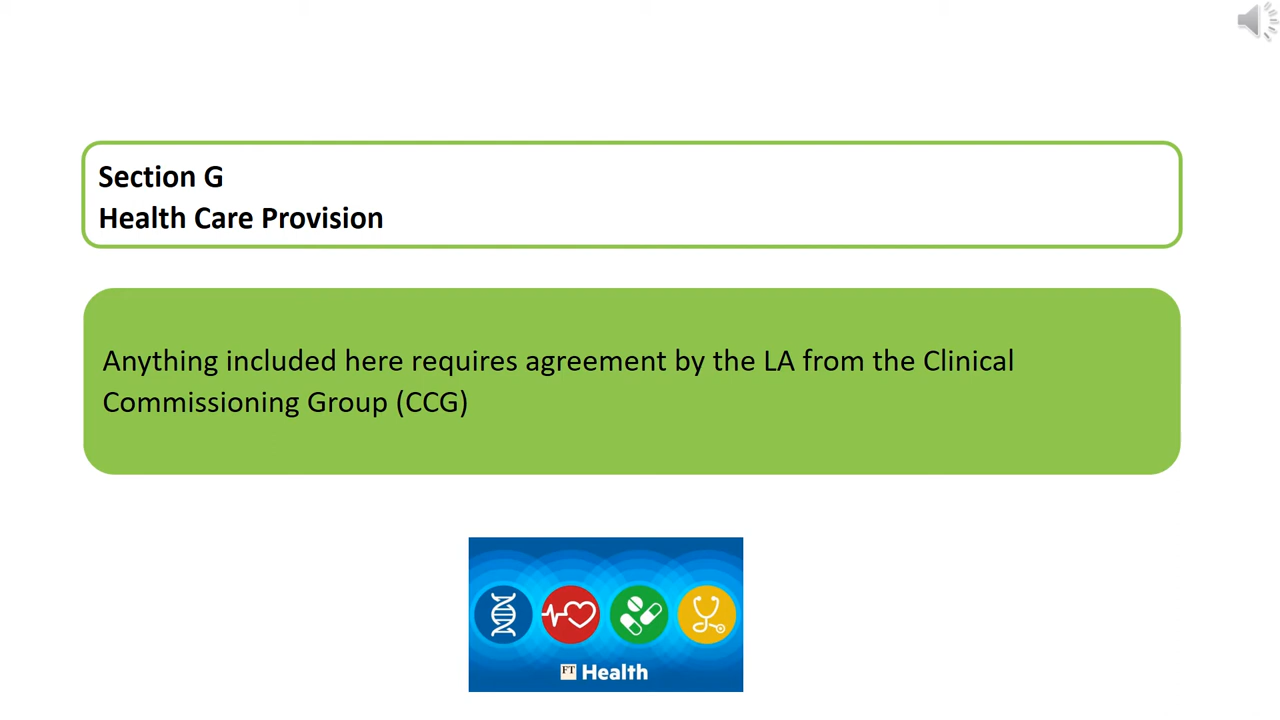 Section G
Health Care Provision
Anything included here requires agreement by the LA from the Clinical
Commissioning Group (CCG)
FT Health